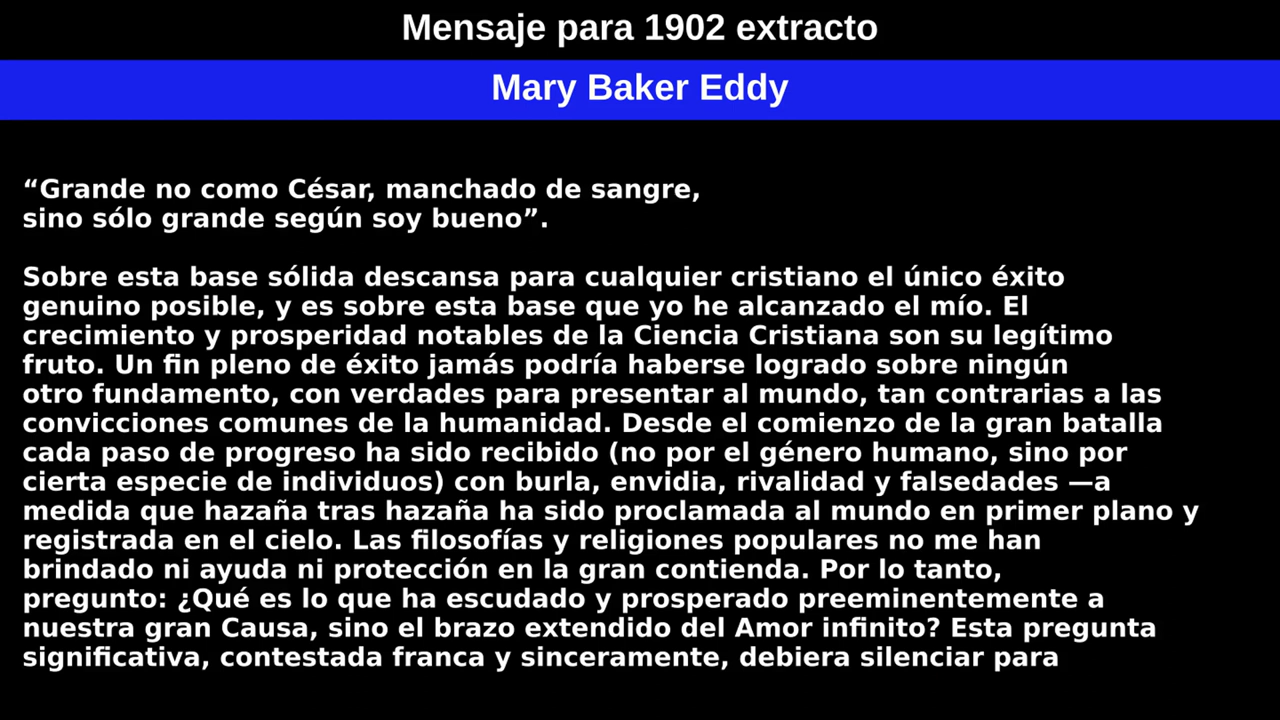 Mensaje para 1902 extracto
Mary Baker Eddy
“Grande no como César, manchado de sangre,
sino sólo grande según soy bueno”.
Sobre esta base sólida descansa para cualquier cristiano el único éxito
genuino posible, y es sobre esta base que yo he alcanzado el mío. El
crecimiento y prosperidad notables de la Ciencia Cristiana son su legítimo
fruto. Un fin pleno de éxito jamás podría haberse logrado sobre ningún
otro fundamento, con verdades para presentar al mundo, tan contrarias a las
convicciones comunes de la humanidad. Desde el comienzo de la gran batalla
cada paso de progreso ha sido recibido (no por el género humano, sino por
cierta especie de individuos) con burla, envidia, rivalidad y falsedades —a
medida que hazaña tras hazaña ha sido proclamada al mundo en primer plano y
registrada en el cielo. Las filosofías y religiones populares no me han
brindado ni ayuda ni protección en la gran contienda. Por lo tanto,
pregunto: ¿Qué es lo que ha escudado y prosperado preeminentemente a
nuestra gran Causa, sino el brazo extendido del Amor infinito? Esta pregunta
significativa, contestada franca y sinceramente, debiera silenciar para